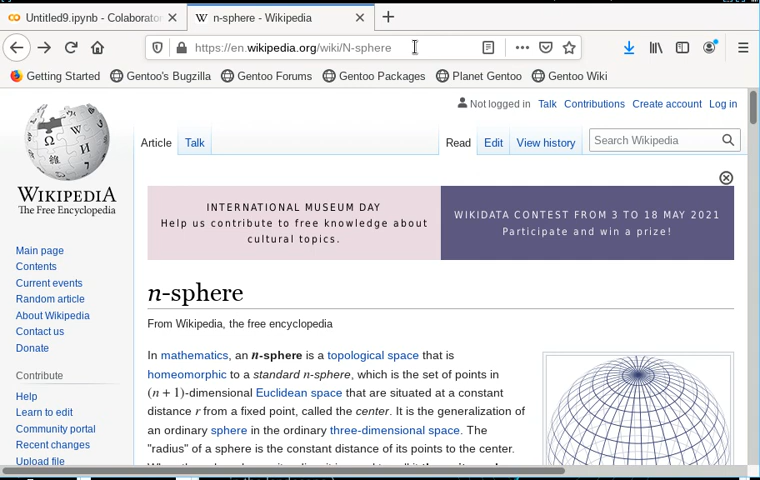 Untitled9.ipynb - Colaborator
n-sphere - Wikipedia
https://en.wikipedia.org/wiki/N-sphere
Getting Started
Gentoo's Bugzilla
Gentoo Forums
Gentoo Packages
Planet Gentoo
Gentoo Wiki
Not logged in Talk Contributions Create account Log in
Article Talk Read Edit View history Search Wikipedia
WIKIPEDIA
The Free Encyclopedia
INTERNATIONAL MUSEUM DAY
Help us contribute to free knowledge about
cultural topics.
WIKIDATA CONTEST FROM 3 TO 18 MAY 2021
Participate and win a prize!
Main page
Contents
Current events
Random article
About Wikipedia
Contact us
Donate
Contribute
Help
Learn to edit
Community portal
Recent changes
Upload file
n-sphere
From Wikipedia, the free encyclopedia
In mathematics, an n-sphere is a topological space that is
homeomorphic to a standard n-sphere, which is the set of points in
(n + 1)-dimensional Euclidean space that are situated at a constant
distance r from a fixed point, called the center. It is the generalization of
an ordinary sphere in the ordinary three-dimensional space. The
"radius" of a sphere is the constant distance of its points to the center.